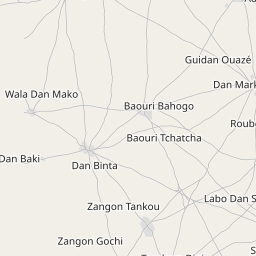 Guidan Ouazé
Dan Mark
Wala Dan Mako
Baouri Bahogo
Roub
Baouri Tchatcha
Dan Baki
Dan Binta
Labo Dan S
Zangon Tankou
Zangon Gochi